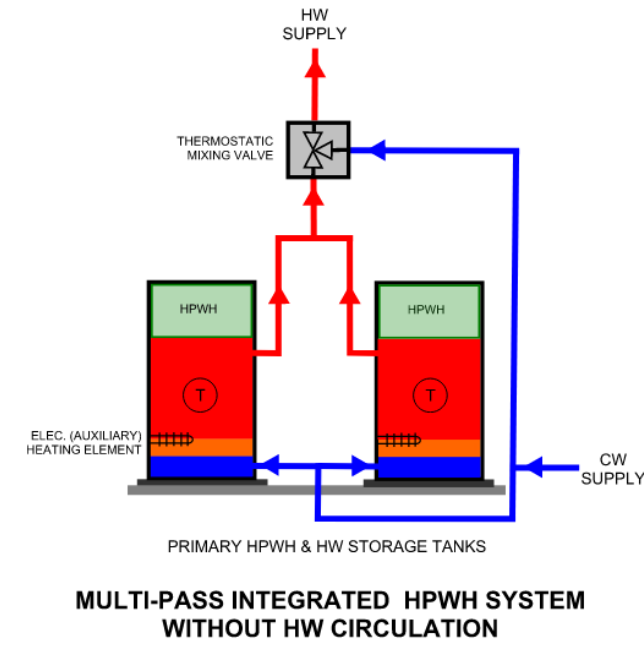 HW
SUPPLY
THERMOSTATIC
MIXING VALVE
HPWH
HPWH
T
T
ELEC. (AUXILIARY)
HEATING ELEMENT
CW
SUPPLY
PRIMARY HPWH & HW STORAGE TANKS
MULTI-PASS INTEGRATED HPWH SYSTEM
WITHOUT HW CIRCULATION